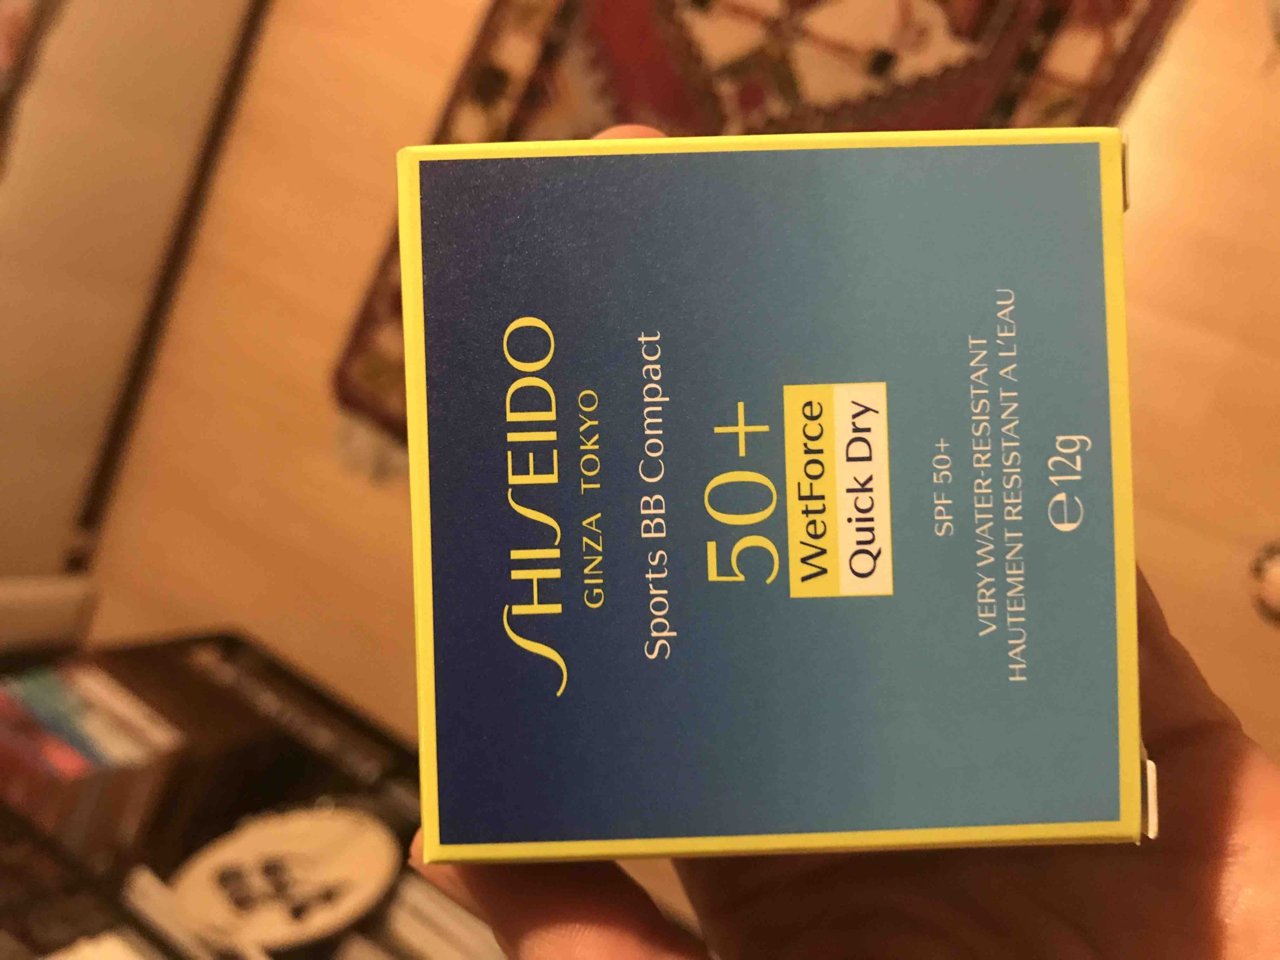 SHISEIDO
GINZA TOKYO
Sports BB Compact
50+
WetForce
Quick Dry
SPF 50+
VERY WATER-RESISTANT
HAUTEMENT RESISTANT A L'EAU
e 12g